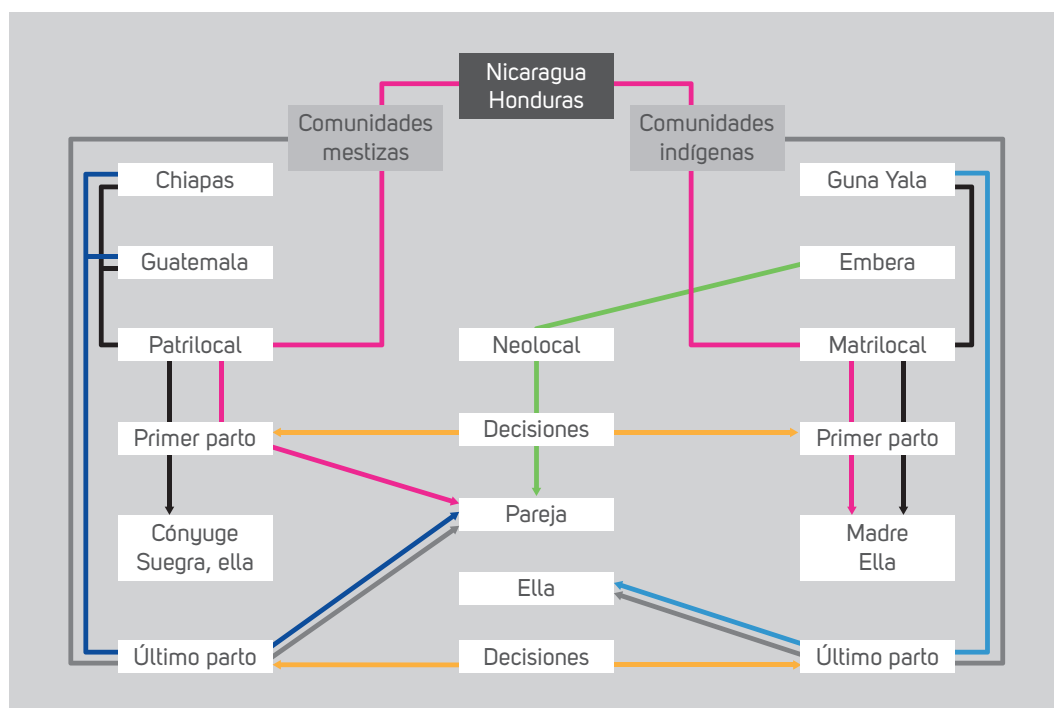 Nicaragua
Honduras
Comunidades
mestizas
Comunidades
indígenas
Chiapas
Guna Yala
Guatemala
Embera
Patrilocal
Neolocal
Matrilocal
Primer parto
Decisiones
Primer parto
Pareja
Cónyuge
Suegra, ella
Madre
Ella
Ella
Último parto
Decisiones
Último parto